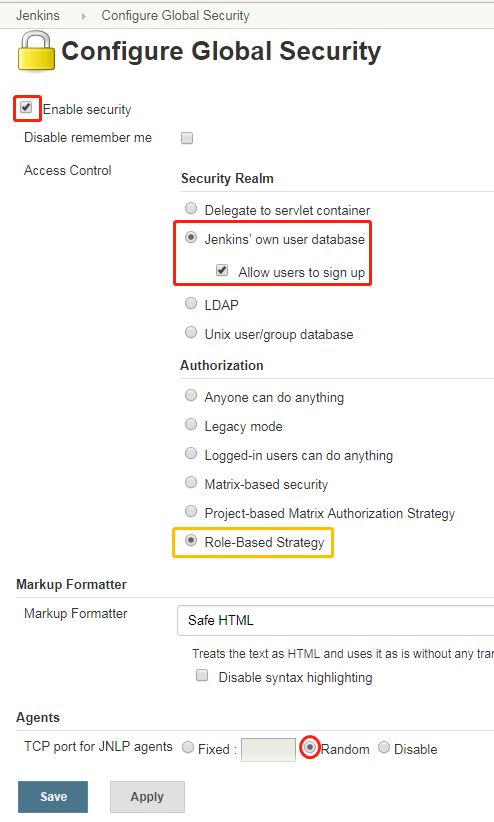 Jenkins Configure Global Security
Configure Global Security
Enable security
Disable remember me
Access Control
Security Realm
Delegate to servlet container
Jenkins' own user database
Allow users to sign up
LDAP
Unix user/group database
Authorization
Anyone can do anything
Legacy mode
Logged-in users can do anything
Matrix-based security
Project-based Matrix Authorization Strategy
Role-Based Strategy
Markup Formatter
Markup Formatter Safe HTML
Treats the text as HTML and uses it as is without any
Disable syntax highlighting
Agents
TCP port for JNLP agents Fixed : Random Disable
Save Apply